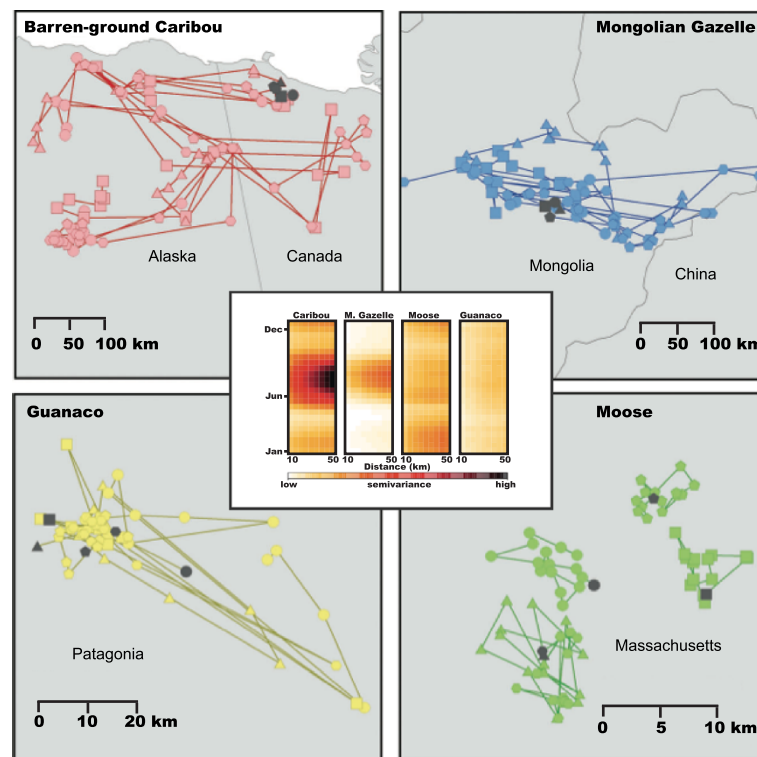 Barren-ground Caribou
Alaska
Canada
0 50 100 km
Mongolian Gazelle
Mongolia
China
0 50 100 km
Caribou M. Gazelle Moose Guanaco
Dec
Jun
Jan
10 50 10 50 10 50 10 50
Distance (km)
low semivariance high
Guanaco
Patagonia
0 10 20 km
Moose
Massachusetts
0 5 10 km